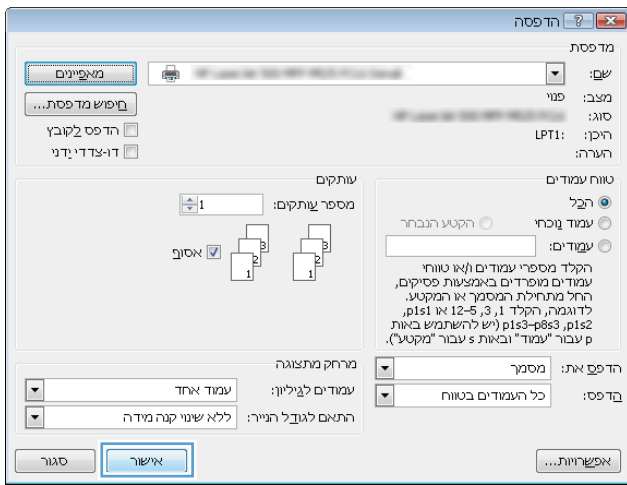 הדפסה
מדפסת
שם:
מאפיינים
מצב: פנוי
חיפוש מדפסת...
סוג:
היכן: LPT1:
הדפס לקובץ
הערה:
דו-צדדי ידני
טווח עמודים
הכל
עמוד נוכחי
הקטע הנבחר
עמודים:
הקלד מספרי עמודים ו/או טווחי
עמודים מופרדים באמצעות פסיקים,
החל מתחילת המסמך או המקטע.
לדוגמה, הקלד 1, 3, 5–12 או p1s1,
p1s2, p1s3–p8s3 (יש להשתמש באות
p עבור "עמוד" ובאות s עבור "מקטע").
עותקים
מספר עותקים: 1
אסוף
הדפס את: מסמך
הדפס: כל העמודים בטווח
מרחק מתצוגה
עמודים לגיליון: עמוד אחד
התאם לגודל הנייר: ללא שינוי קנה מידה
אפשרויות...
אישור
סגור